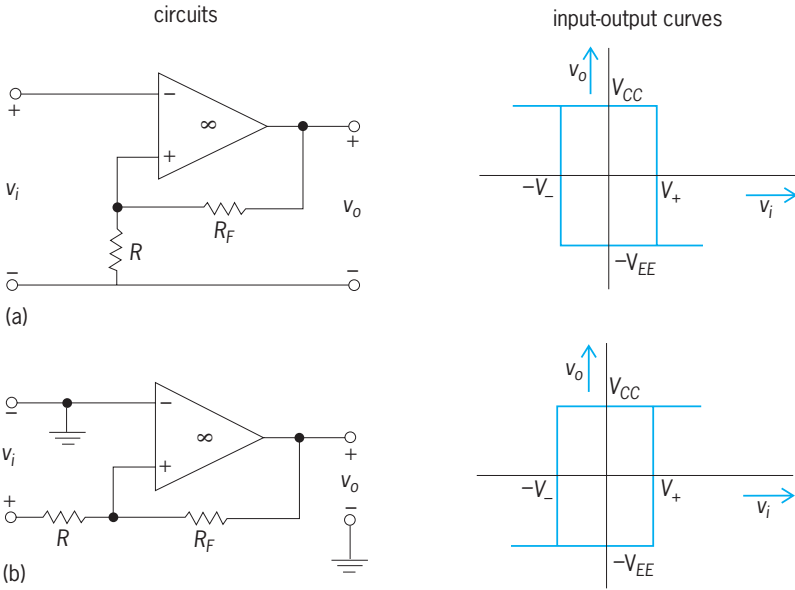 circuits
input-output curves
−
+
∞
+
+
v_i
v_o
R_F
R
−
−
(a)
v_o
V_CC
−V_−
V_+
v_i
−V_EE
−
−
+
∞
+
v_i
v_o
+
−
R
R_F
(b)
v_o
V_CC
−V_−
V_+
v_i
−V_EE